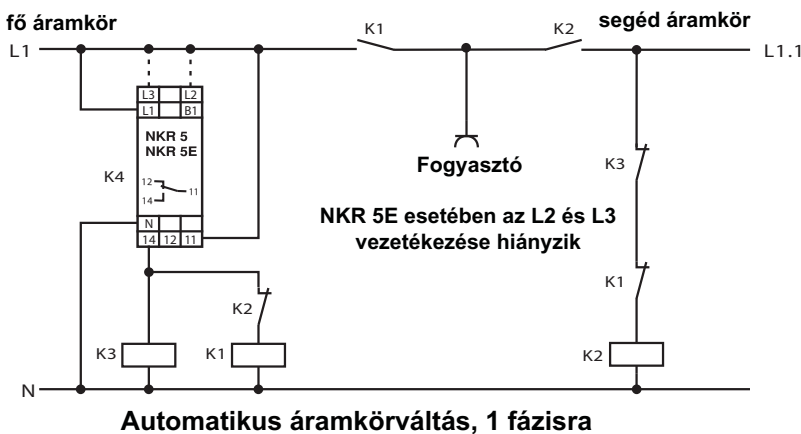 fő áramkör
segéd áramkör
K1
K2
L1
L1.1
L3 L2
L1 B1
NKR 5
NKR 5E
K4
12
11
14
Fogyasztó
K3
NKR 5E esetében az L2 és L3
vezetékezése hiányzik
N
14 12 11
K1
K2
K3
K1
K2
N
Automatikus áramkörváltás, 1 fázisra